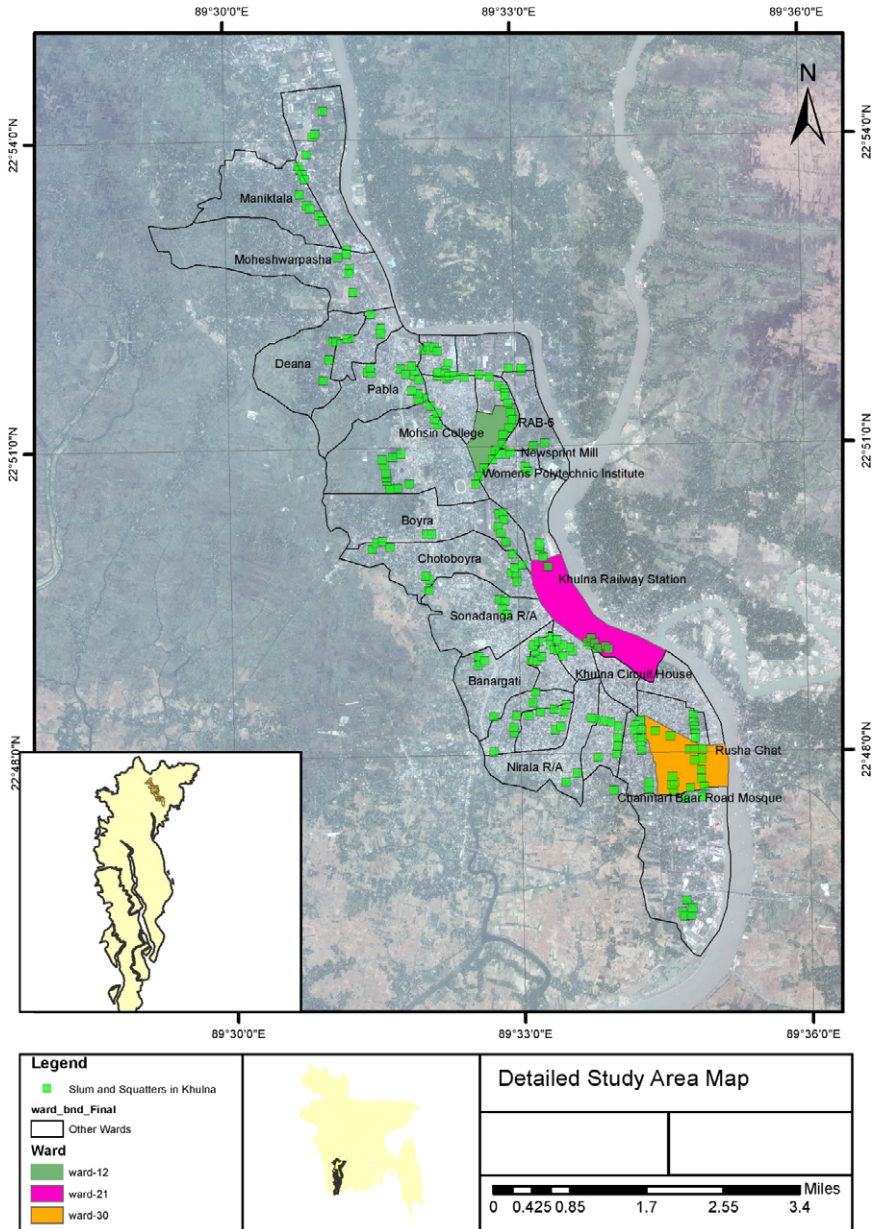 89°30'0"E
89°33'0"E
89°36'0"E
N
22°54'0"N
22°54'0"N
Maniktala
Moheshwarpasha
Deana
Pabla
Mohsin College
RAB-6
22°51'0"N
22°51'0"N
Newsprint Mill
Womens Polytechnic Institute
Boyra
Chotoboyra
Khulna Railway Station
Sonadanga R/A
Khulna Circuit House
Banargati
22°48'0"N
22°48'0"N
Rusha Ghat
Nirala R/A
Chanmari Baar Road Mosque
89°30'0"E
89°33'0"E
89°36'0"E
Legend
Slum and Squatters in Khulna
ward_bnd_Final
Other Wards
Ward
ward-12
ward-21
ward-30
Detailed Study Area Map
Miles
0 0.425 0.85 1.7 2.55 3.4